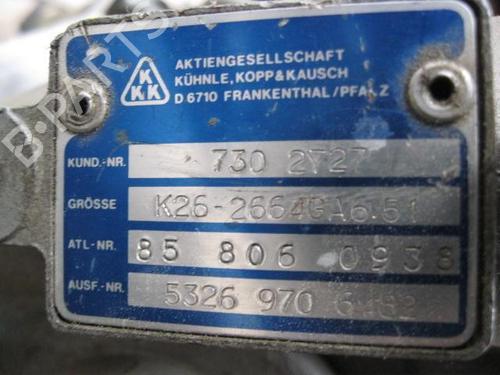 AKTIENGESELLSCHAFT
KÜHNLE, KOPP & KAUSCH
D 6710 FRANKENTHAL/PFALZ
KKK
KUND.-NR. 730 2727
GRÖSSE K26-2664GA6.51
ATL-NR. 85 806 0938
AUSF.-NR. 5326 970
B-PARTS